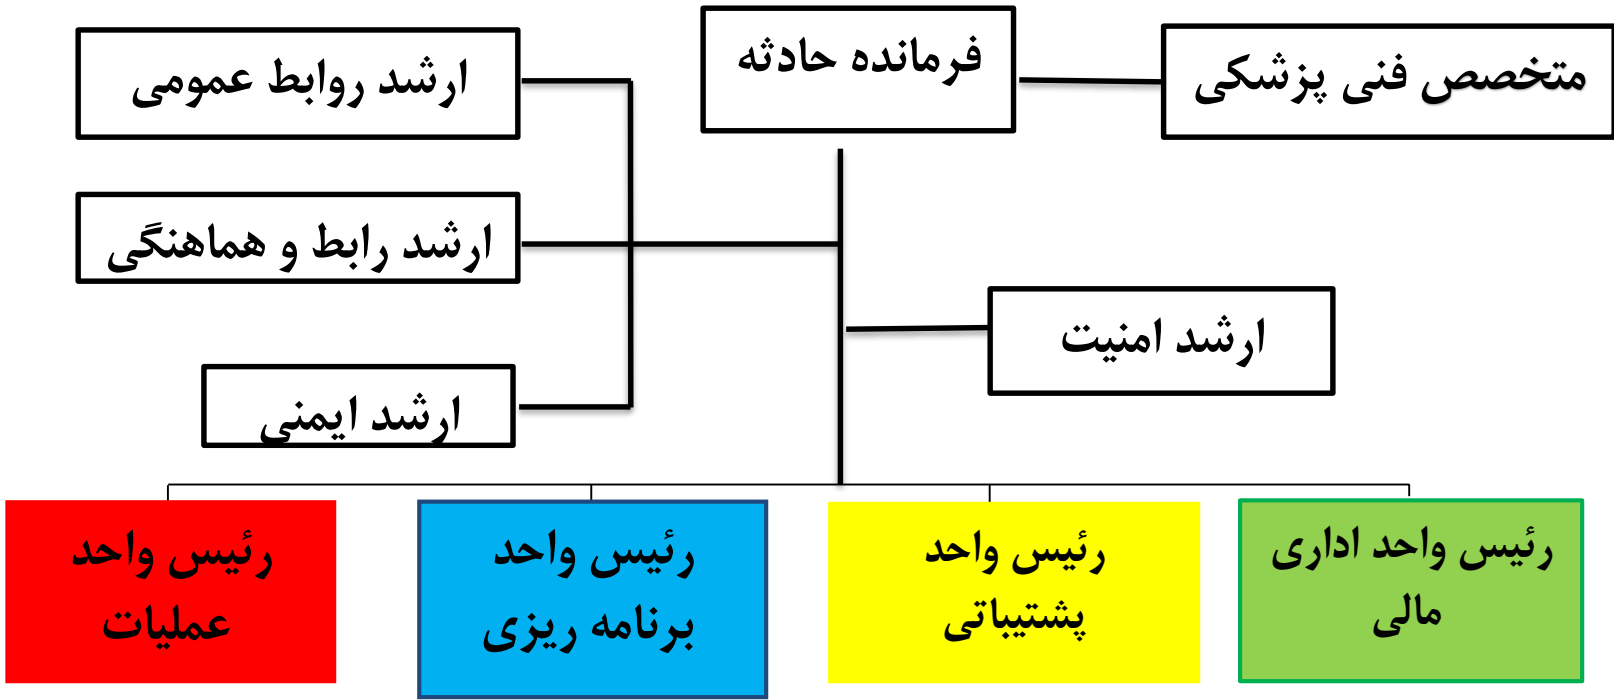 فرمانده حادثه
متخصص فنی پزشکی
ارشد روابط عمومی
ارشد رابط و هماهنگی
ارشد امنیت
ارشد ایمنی
رئیس واحد اداری
مالی
رئیس واحد
پشتیباتی
رئیس واحد
برنامه ریزی
رئیس واحد
عملیات